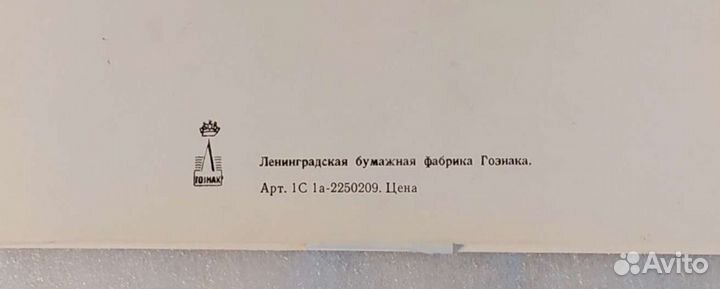 ГОЗНАК
Ленинградская бумажная фабрика Гознака.
Арт. 1С 1а-2250209. Цена
Avito